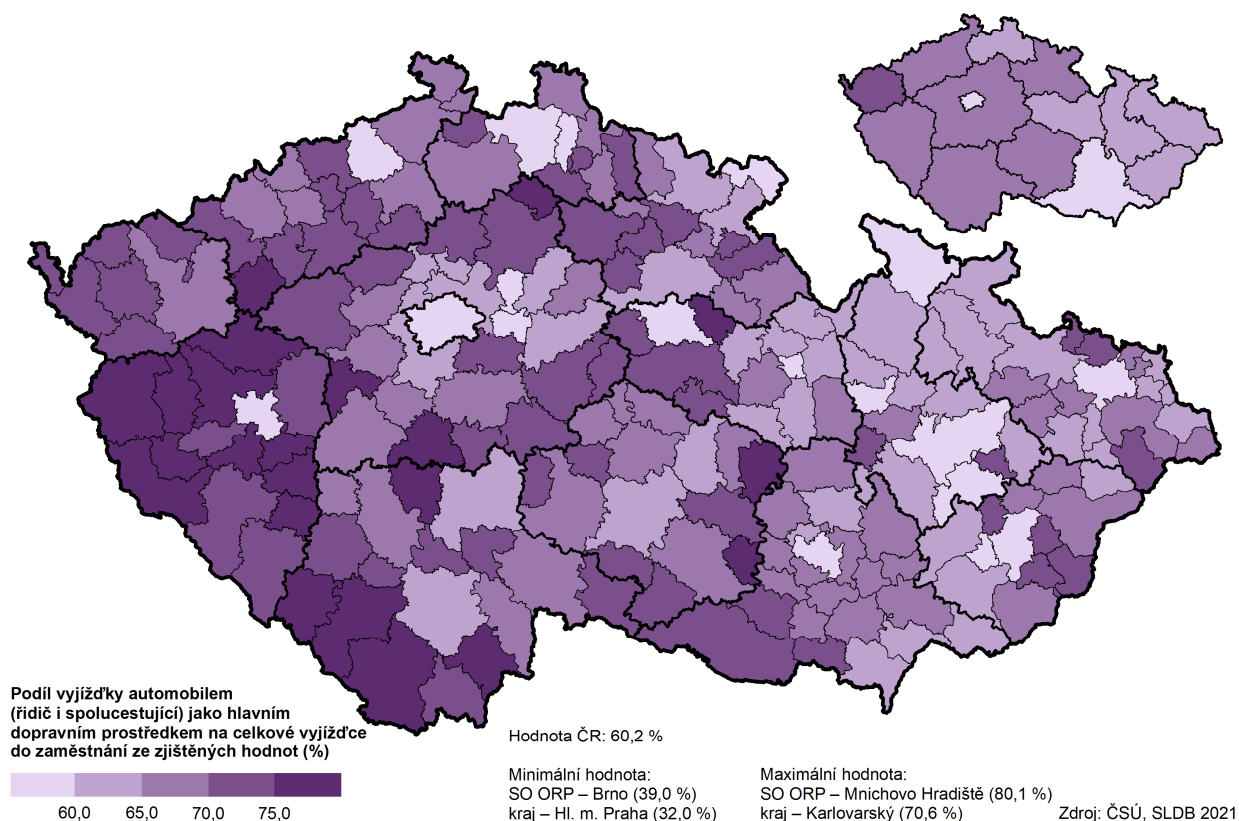 Podíl vyjížďky automobilem
(řidič i spolucestující) jako hlavním
dopravním prostředkem na celkové vyjížďce
do zaměstnání ze zjištěných hodnot (%)
60,0 65,0 70,0 75,0
Hodnota ČR: 60,2 %
Minimální hodnota:
SO ORP – Brno (39,0 %)
kraj – Hl. m. Praha (32,0 %)
Maximální hodnota:
SO ORP – Mnichovo Hradiště (80,1 %)
kraj – Karlovarský (70,6 %)
Zdroj: ČSÚ, SLDB 2021